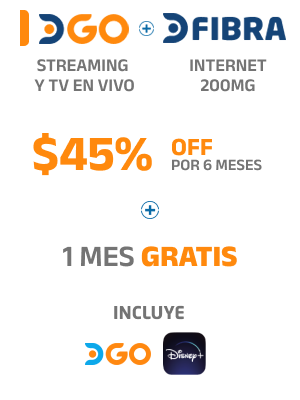 DGO + DFIBRA
STREAMING
Y TV EN VIVO
INTERNET
200MG
$45% OFF
POR 6 MESES
+
1 MES GRATIS
INCLUYE
DGO Disney+